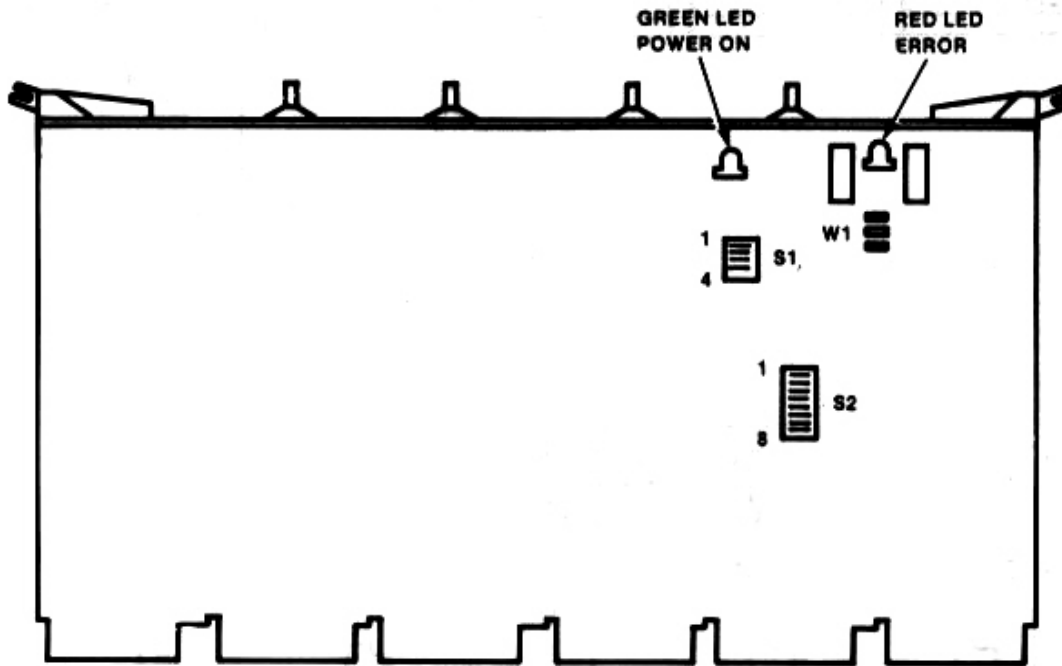 GREEN LED
POWER ON
RED LED
ERROR
W1
1
S1
4
1
S2
8